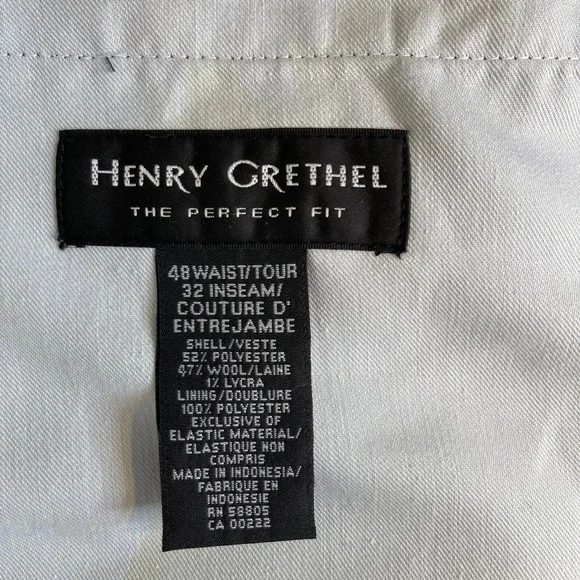 HENRY GRETHEL
THE PERFECT FIT
48 WAIST/TOUR
32 INSEAM/
COUTURE D'
ENTREJAMBE
SHELL/VESTE
52% POLYESTER
47% WOOL/LAINE
1% LYCRA
LINING/DOUBLURE
100% POLYESTER
EXCLUSIVE OF
ELASTIC MATERIAL/
ELASTIQUE NON
COMPRIS
MADE IN INDONESIA/
FABRIQUE EN
INDONESIE
RN 58805
CA 00222